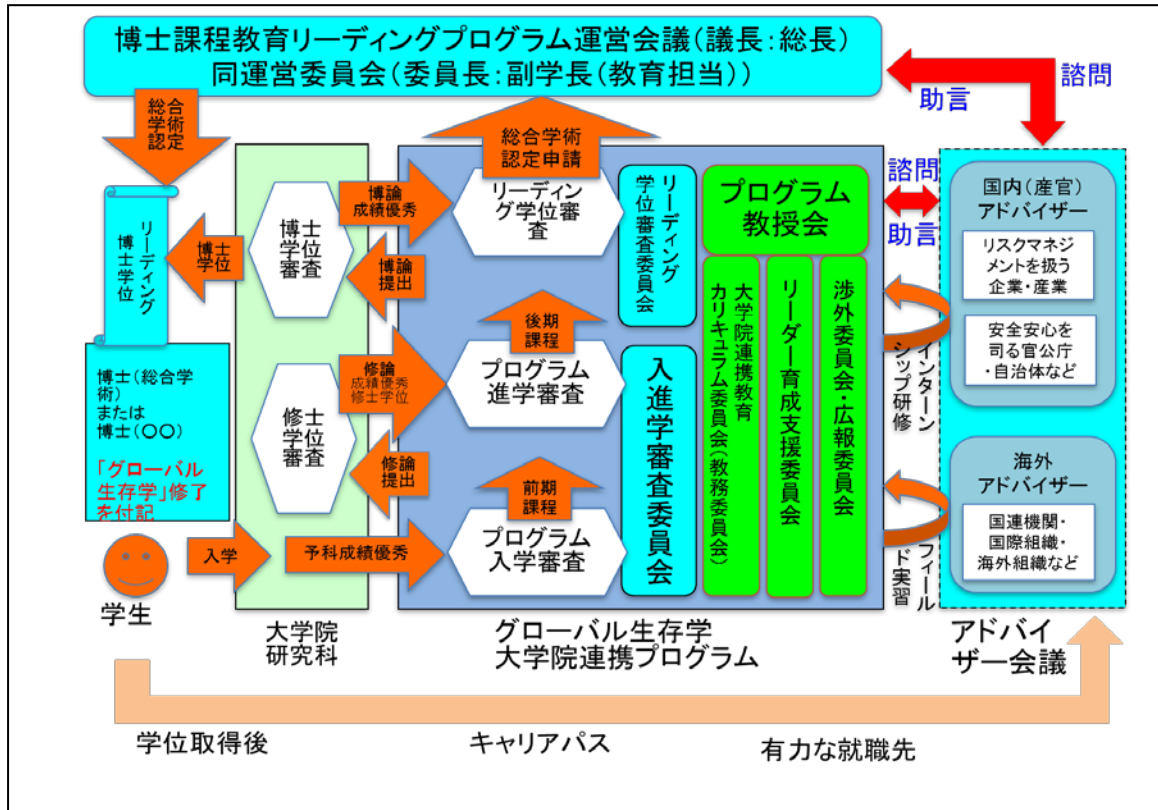 博士課程教育リーディングプログラム運営会議(議長:総長)
同運営委員会(委員長:副学長(教育担当))
諮問
助言
総合
学術
認定
総合学術
認定申請
博論
成績優秀
リーディン
グ学位審
査
リーディング
学位審査委員会
プログラム
教授会
諮問
助言
国内(産官)
アドバイザー
リスクマネジ
メントを扱う
企業・産業
安全安心を
司る官公庁
・自治体など
リーディング
博士学位
博士
学位
博士
学位
審査
博論
提出
後期
課程
大学院連携教育
カリキュラム委員会(教務委員会)
リーダー育成支援委員会
渉外委員会・広報委員会
インターン
シップ研修
博士(総合学
術)
または
博士(〇〇)
「グローバル
生存学」修了
を付記
修論
成績優秀
修士学位
プログラム
進学審査
修士
学位
審査
修論
提出
入進学審査委員会
前期
課程
海外
アドバイザー
国連機関・
国際組織・
海外組織など
フィール
ド実習
入学
予科成績優秀
プログラム
入学審査
学生
大学院
研究科
グローバル生存学
大学院連携プログラム
アドバイ
ザー会議
学位取得後
キャリアパス
有力な就職先